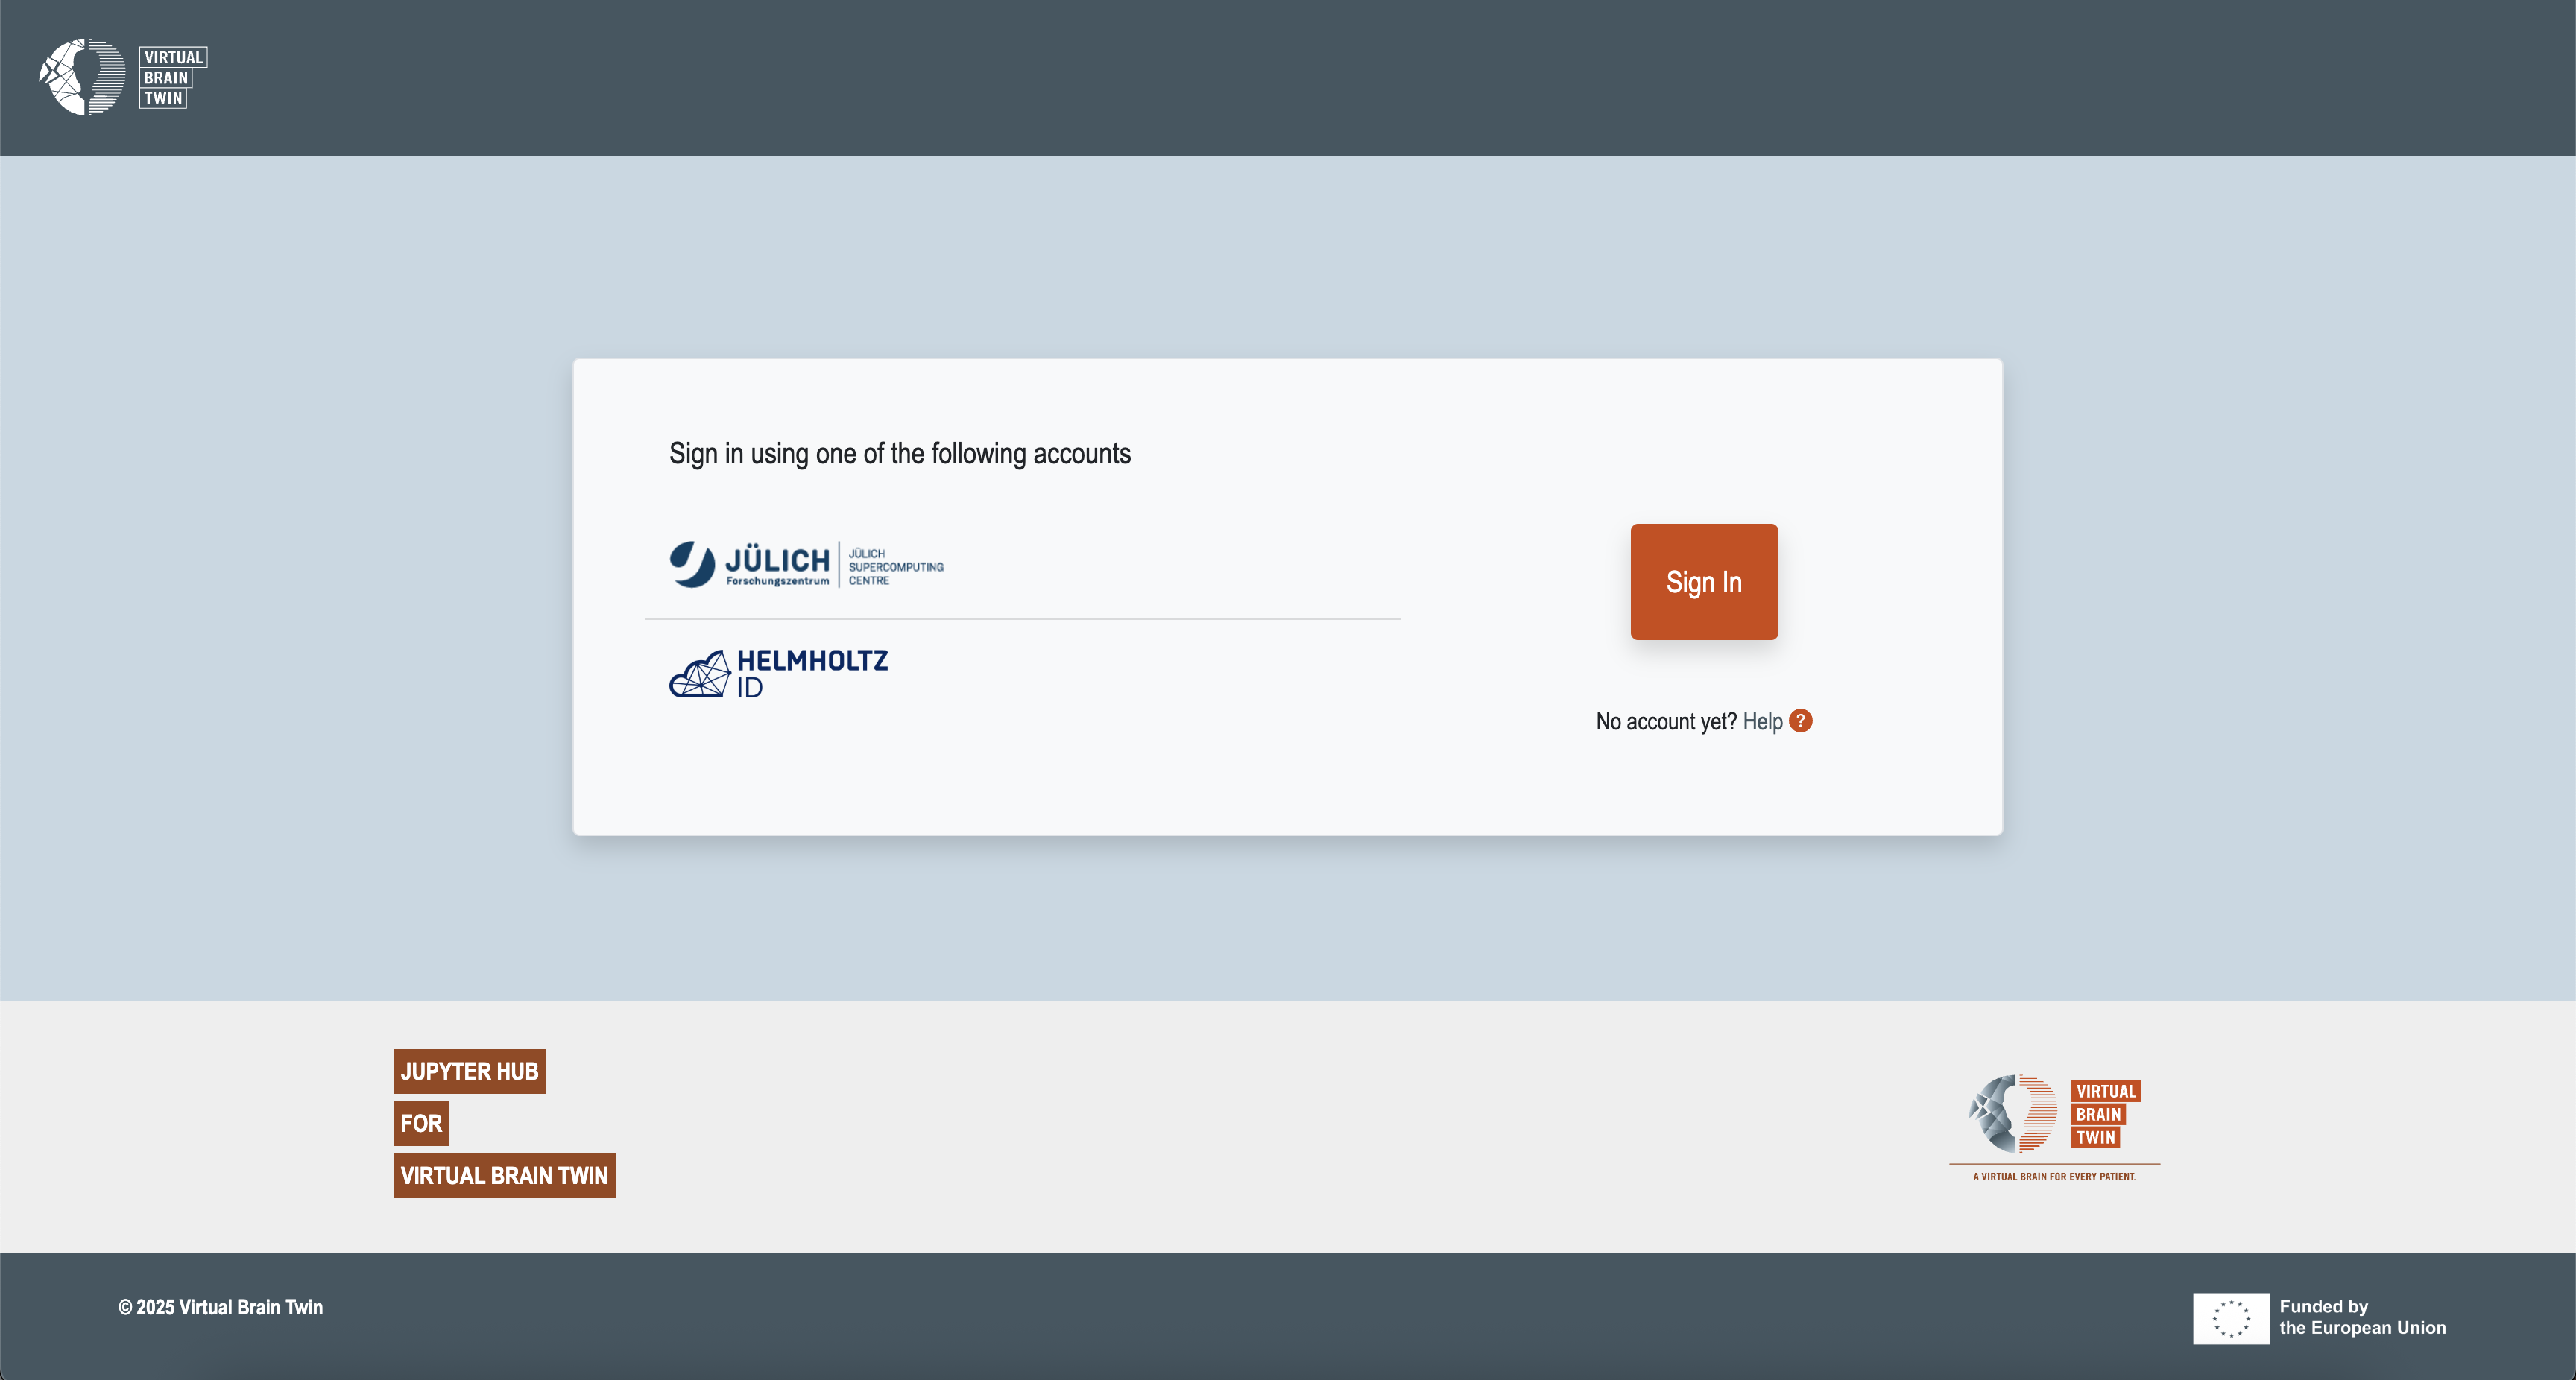 VIRTUAL
BRAIN
TWIN
Sign in using one of the following accounts
JÜLICH
Forschungszentrum
JÜLICH
SUPERCOMPUTING
CENTRE
HELMHOLTZ
ID
Sign In
No account yet? Help ?
JUPYTER HUB
FOR
VIRTUAL BRAIN TWIN
VIRTUAL
BRAIN
TWIN
A VIRTUAL BRAIN FOR EVERY PATIENT.
© 2025 Virtual Brain Twin
Funded by
the European Union